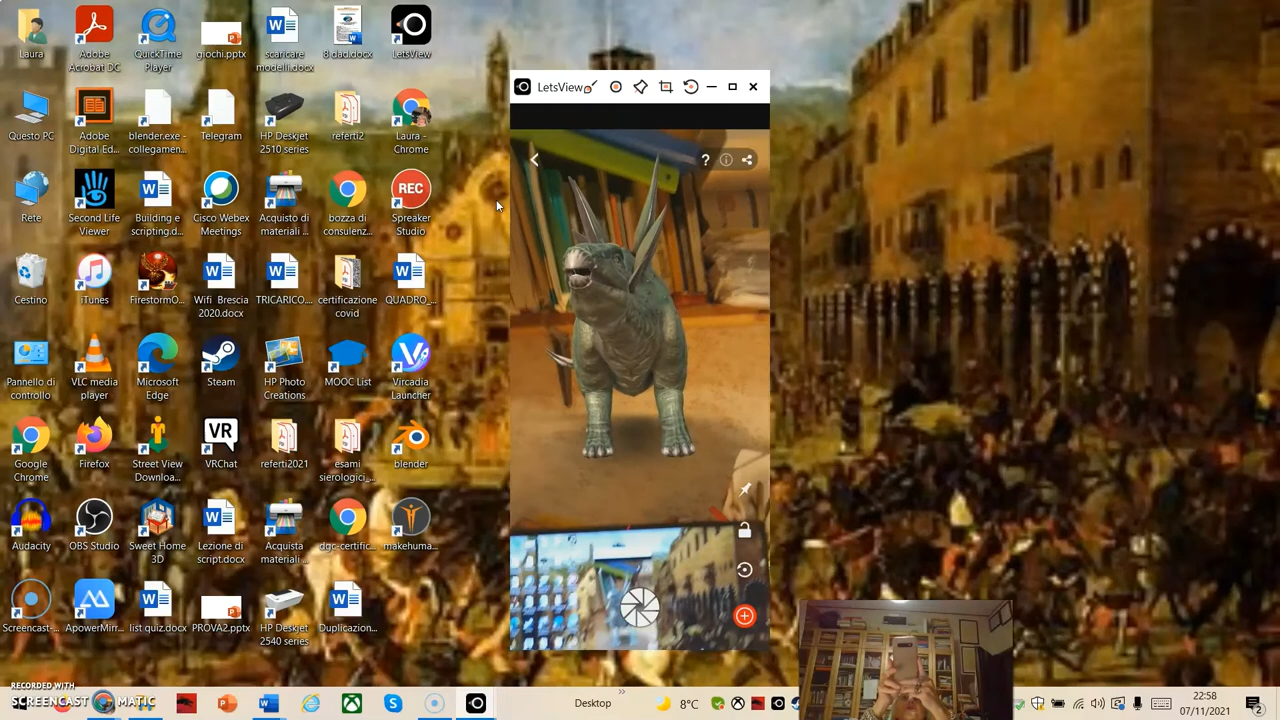 Laura
Adobe
Acrobat DC
QuickTime
Player
giochi.pptx
scaricare
modelli.docx
8 dad.docx
LetsView
Questo PC
Adobe
Digital Ed...
blender.exe -
collegamen...
Telegram
HP Deskjet
2510 series
referti2
Laura -
Chrome
Rete
Second Life
Viewer
Building e
scripting.d...
Cisco Webex
Meetings
Acquisto di
materiali ...
bozza di
consulenz...
REC
Spreaker
Studio
Cestino
iTunes
FirestormO...
Wifi Brescia
2020.docx
TRICARICO....
certificazione
covid
QUADRO_...
Pannello di
controllo
VLC media
player
Microsoft
Edge
Steam
HP Photo
Creations
MOOC List
Vircadia
Launcher
Google
Chrome
Firefox
Street View
Downloa...
VR
VRChat
referti2021
esami
sierologici_...
blender
Audacity
OBS Studio
Sweet Home
3D
Lezione di
script.docx
Acquista
materiali ...
dgc-certific...
makehuma...
Screencast-...
ApowerMirr...
list quiz.docx
PROVA2.pptx
HP Deskjet
2540 series
Duplicazion...
LetsView
RECORDED WITH
SCREENCAST MATIC
Desktop
8°C
22:58
07/11/2021
2